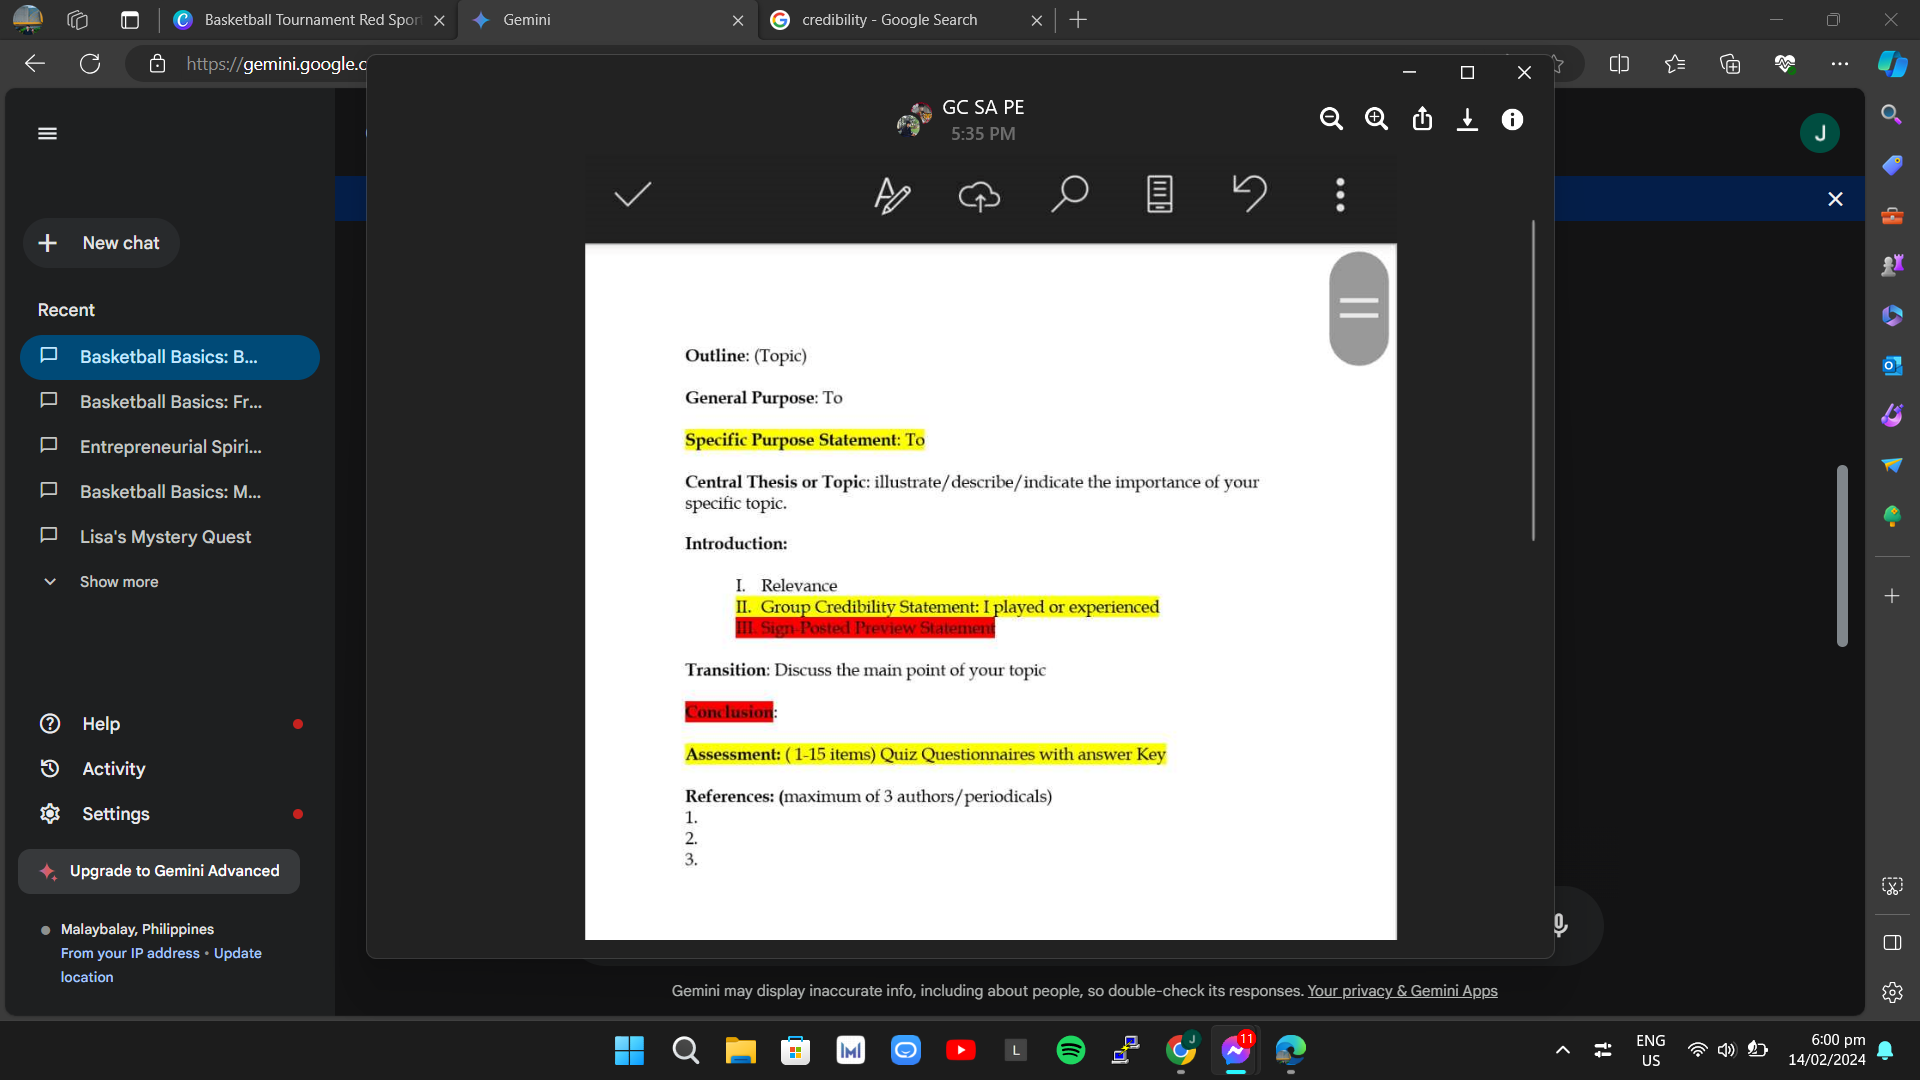 Basketball Tournament Red Spor
Gemini
credibility - Google Search
https://gemini.google.c
GC SA PE
5:35 PM
J
New chat
Recent
Basketball Basics: B...
Basketball Basics: Fr...
Entrepreneurial Spiri...
Basketball Basics: M...
Lisa's Mystery Quest
Show more
Help
Activity
Settings
Upgrade to Gemini Advanced
Malaybalay, Philippines
From your IP address • Update
location
Outline: (Topic)
General Purpose: To
Specific Purpose Statement: To
Central Thesis or Topic: illustrate/describe/indicate the importance of your
specific topic.
Introduction:
I. Relevance
II. Group Credibility Statement: I played or experienced
III. Sign-Posted Preview Statement
Transition: Discuss the main point of your topic
Conclusion:
Assessment: ( 1-15 items) Quiz Questionnaires with answer Key
References: (maximum of 3 authors/periodicals)
1.
2.
3.
Gemini may display inaccurate info, including about people, so double-check its responses. Your privacy & Gemini Apps
L
J
11
ENG
US
6:00 pm
14/02/2024